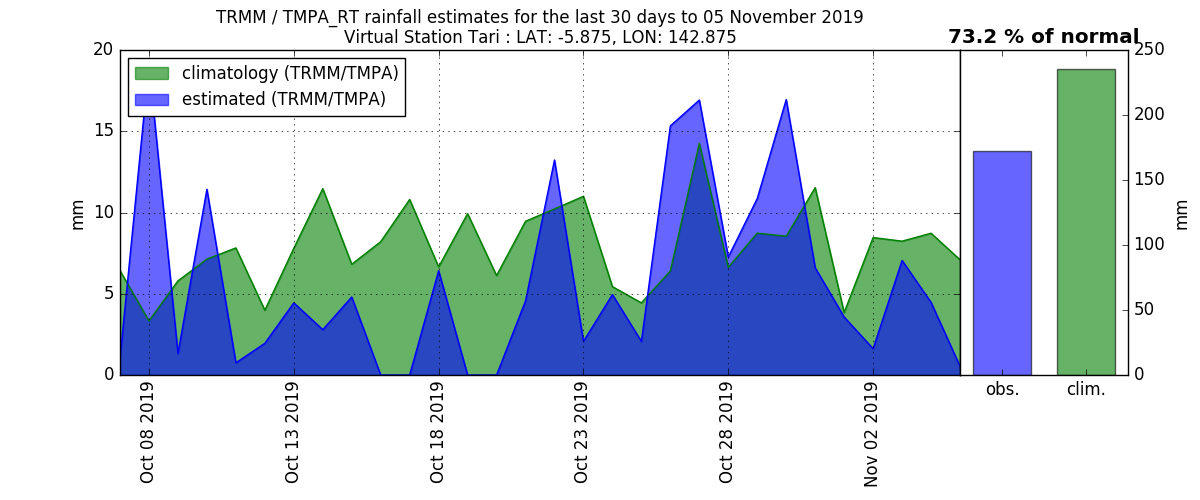 TRMM / TMPA_RT rainfall estimates for the last 30 days to 05 November 2019
Virtual Station Tari : LAT: -5.875, LON: 142.875
73.2 % of normal
climatology (TRMM/TMPA)
estimated (TRMM/TMPA)
20
15
10
5
0
mm
Oct 08 2019
Oct 13 2019
Oct 18 2019
Oct 23 2019
Oct 28 2019
Nov 02 2019
250
200
150
100
50
0
mm
obs.
clim.